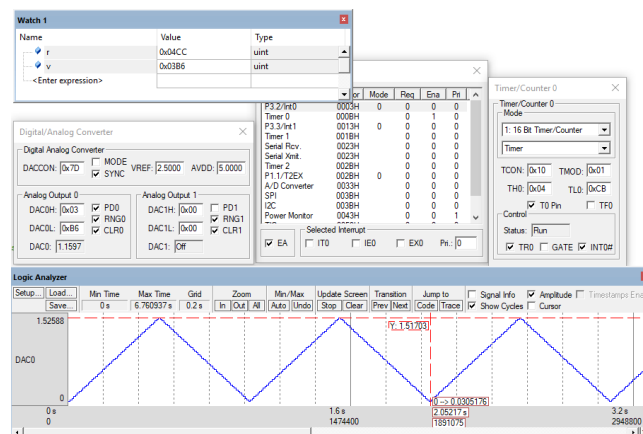 Watch 1
Name Value Type
r 0x04CC uint
v 0x03B6 uint
<Enter expression>
or Mode Req Ena Pri
P3.2/Int0 0003H 0 0 0 0
Timer 0 000BH 0 1 0
P3.3/Int1 0013H 0 0 0 0
Timer 1 001BH 0 0 0
Serial Rcv. 0023H 0 0 0
Serial Xmit. 0023H 0 0 0
Timer 2 002BH 0 0 0
P1.1/T2EX 002BH 0 0 0 0
A/D Converter 0033H 0 0 0
SPI 003BH 0 0 0
I2C 003BH 0 0 0
Power Monitor 0043H 0 0 1
Selected Interrupt
EA IT0 IE0 EX0 Pri.: 0
Digital/Analog Converter
Digital Analog Converter
DACCON: 0x7D MODE SYNC VREF: 2.5000 AVDD: 5.0000
Analog Output 0
DAC0H: 0x03 PD0
DAC0L: 0xB6 RNG0 CLR0
DAC0: 1.1597
Analog Output 1
DAC1H: 0x00 PD1
DAC1L: 0x00 RNG1 CLR1
DAC1: Off
Timer/Counter 0
Timer/Counter 0
Mode
1: 16 Bit Timer/Counter
Timer
TCON: 0x10 TMOD: 0x01
TH0: 0x04 TL0: 0xCB
T0 Pin TF0
Control
Status: Run
TR0 GATE INT0#
Logic Analyzer
Setup... Load... Min Time Max Time Grid Zoom Min/Max Update Screen Transition Jump to Signal Info Amplitude Timestamps Ena
Save... 0 s 6.760937 s 0.2 s In Out All Auto Undo Stop Clear Prev Next Code Trace Show Cycles Cursor
1.52588
Y: 1.51703
DAC0
0
0 --> 0.0305176
0 s 1.6 s 2.05217 s 3.2 s
0 1474400 1891075 2948800